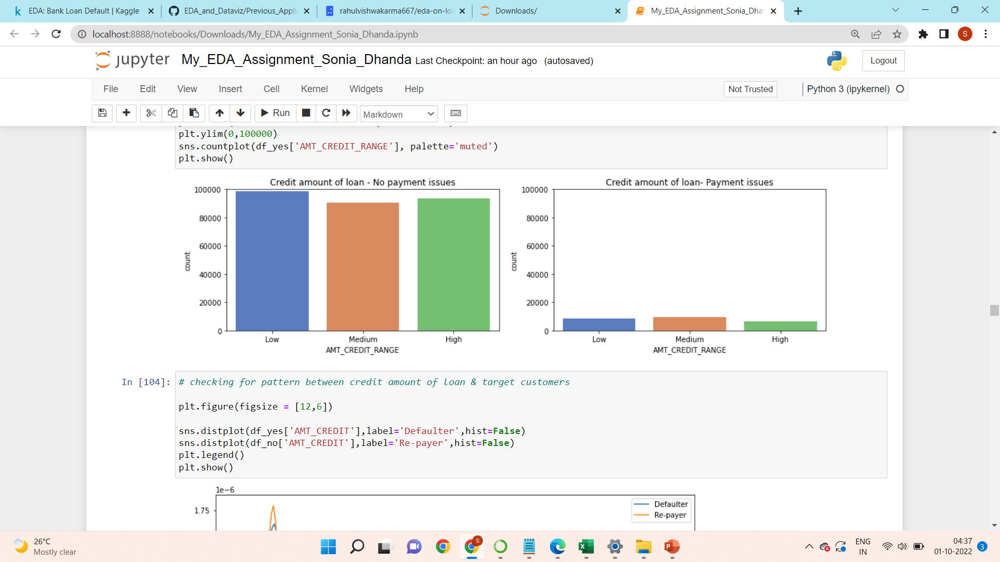 EDA: Bank Loan Default | Kaggle
EDA_and_Dataviz/Previous_Appli
rahulvishwakarma667/eda-on-loa
Downloads/
My_EDA_Assignment_Sonia_Dhan
localhost:8888/notebooks/Downloads/My_EDA_Assignment_Sonia_Dhanda.ipynb
S
jupyter My_EDA_Assignment_Sonia_Dhanda Last Checkpoint: an hour ago (autosaved)
Logout
File Edit View Insert Cell Kernel Widgets Help
Not Trusted
Python 3 (ipykernel)
Run
Markdown
plt.ylim(0,100000)
sns.countplot(df_yes['AMT_CREDIT_RANGE'], palette='muted')
plt.show()
Credit amount of loan - No payment issues
100000
80000
60000
40000
20000
0
count
Low Medium High
AMT_CREDIT_RANGE
Credit amount of loan- Payment issues
100000
80000
60000
40000
20000
0
count
Low Medium High
AMT_CREDIT_RANGE
In [104]:
# checking for pattern between credit amount of loan & target customers
plt.figure(figsize = [12,6])
sns.distplot(df_yes['AMT_CREDIT'],label='Defaulter',hist=False)
sns.distplot(df_no['AMT_CREDIT'],label='Re-payer',hist=False)
plt.legend()
plt.show()
1e−6
1.75
Defaulter
Re-payer
26°C
Mostly clear
S
ENG
IN
04:37
01-10-2022
3